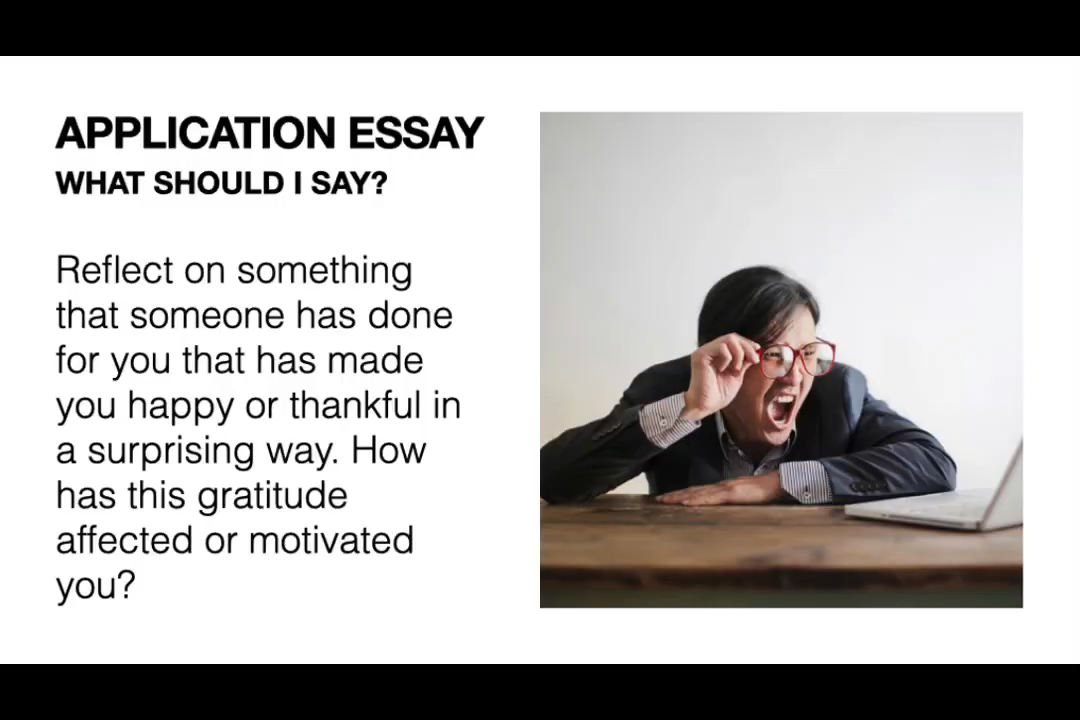 APPLICATION ESSAY
WHAT SHOULD I SAY?
Reflect on something
that someone has done
for you that has made
you happy or thankful in
a surprising way. How
has this gratitude
affected or motivated
you?